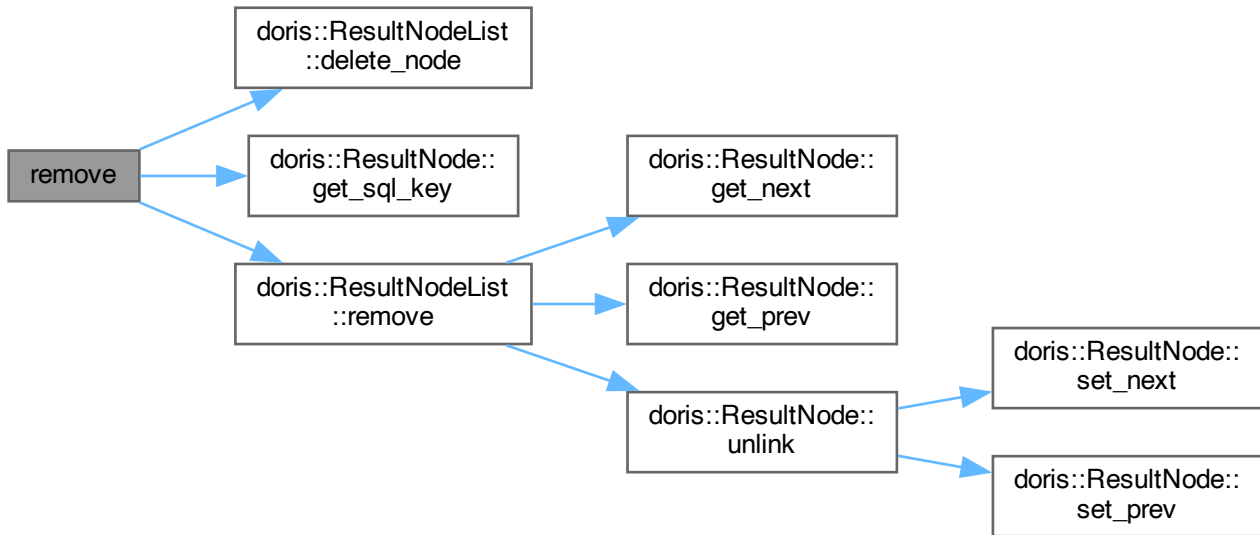 doris::ResultNodeList
::delete_node
remove
doris::ResultNode::
get_sql_key
doris::ResultNode::
get_next
doris::ResultNodeList
::remove
doris::ResultNode::
get_prev
doris::ResultNode::
unlink
doris::ResultNode::
set_next
doris::ResultNode::
set_prev